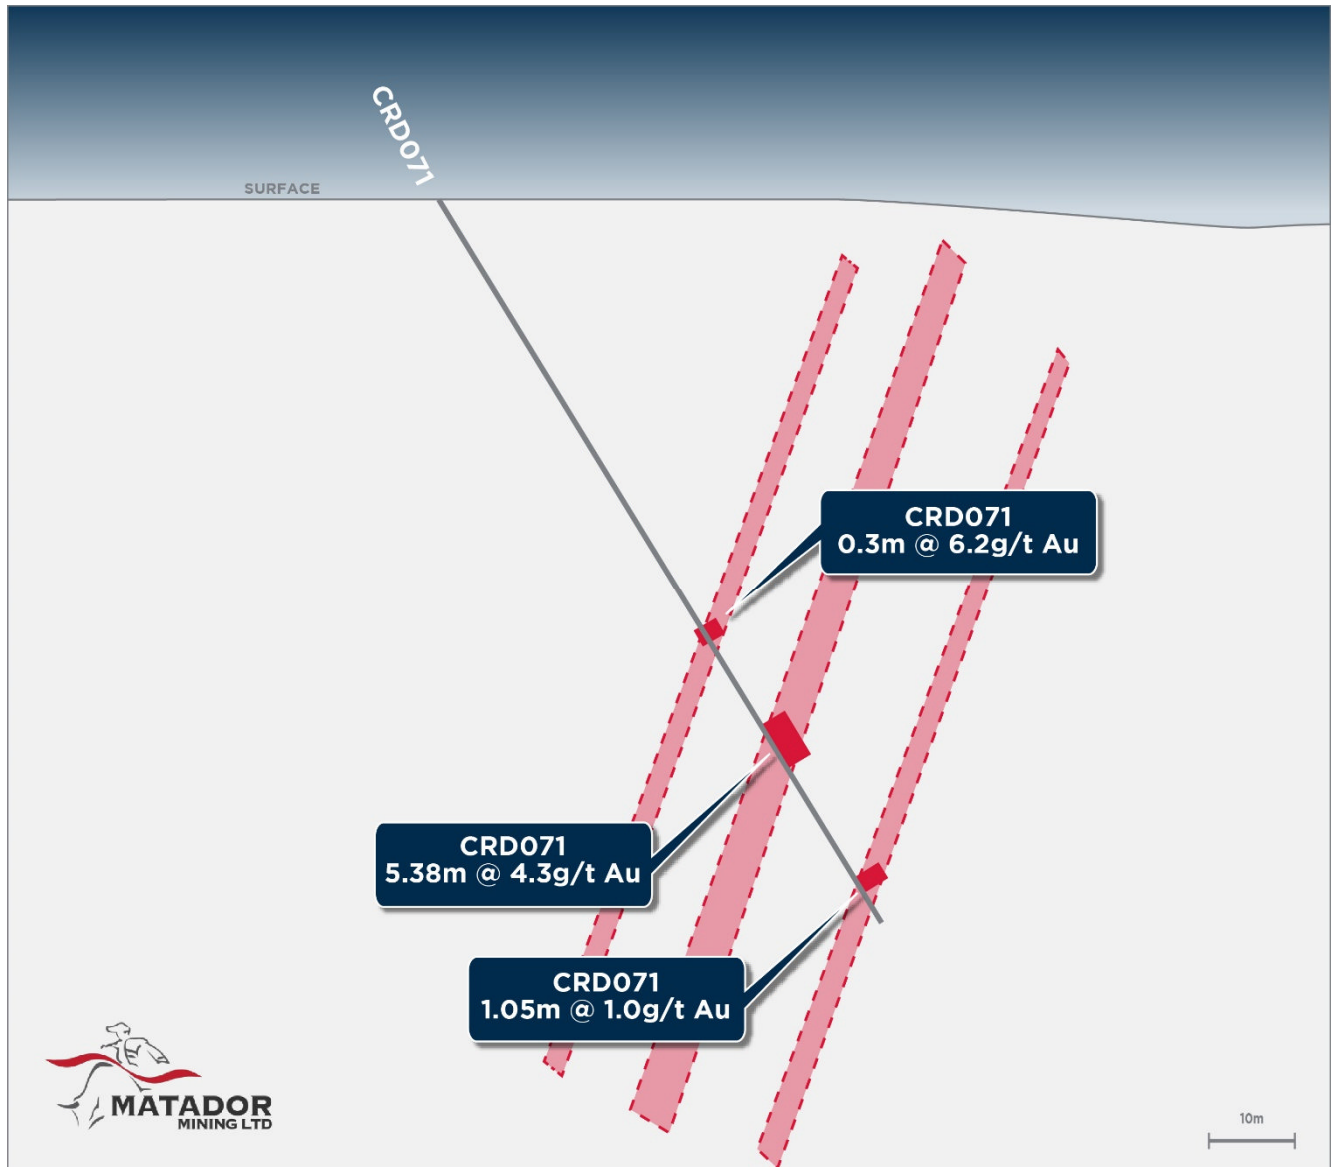 CRD071
SURFACE
CRD071
0.3m @ 6.2g/t Au
CRD071
5.38m @ 4.3g/t Au
CRD071
1.05m @ 1.0g/t Au
MATADOR
MINING LTD
10m